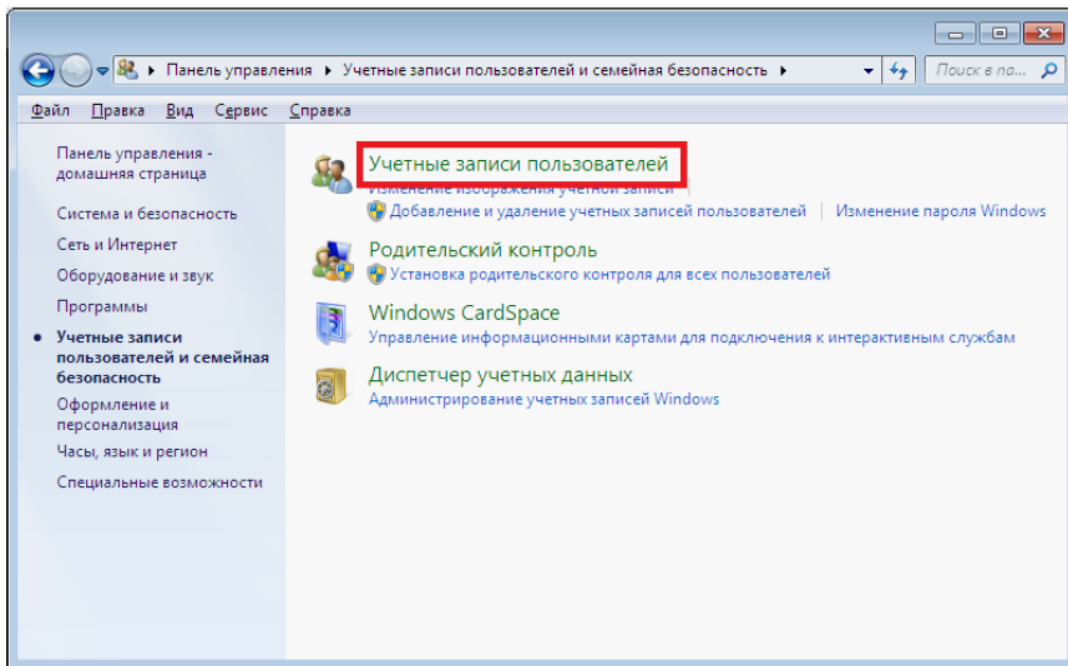 Панель управления ▸ Учетные записи пользователей и семейная безопасность ▸
Поиск в па...
Файл Правка Вид Сервис Справка
Панель управления -
домашняя страница
Система и безопасность
Сеть и Интернет
Оборудование и звук
Программы
Учетные записи
пользователей и семейная
безопасность
Оформление и
персонализация
Часы, язык и регион
Специальные возможности
Учетные записи пользователей
Изменение изображения учетной записи
Добавление и удаление учетных записей пользователей | Изменение пароля Windows
Родительский контроль
Установка родительского контроля для всех пользователей
Windows CardSpace
Управление информационными картами для подключения к интерактивным службам
Диспетчер учетных данных
Администрирование учетных записей Windows